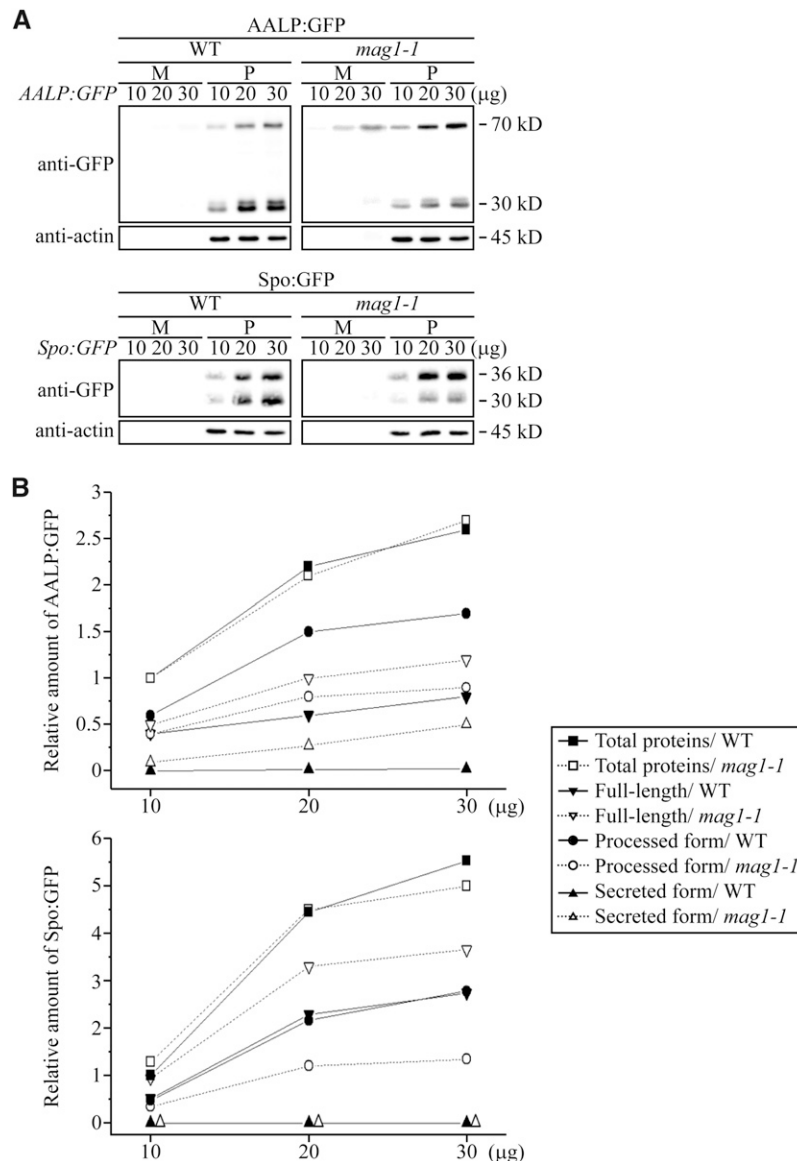 A
AALP:GFP
WT mag1-1
M P M P
AALP:GFP 10 20 30 10 20 30 10 20 30 10 20 30 (μg)
anti-GFP
- 70 kD
- 30 kD
anti-actin - 45 kD
Spo:GFP
WT mag1-1
M P M P
Spo:GFP 10 20 30 10 20 30 10 20 30 10 20 30 (μg)
anti-GFP
- 36 kD
- 30 kD
anti-actin - 45 kD
B
Relative amount of AALP:GFP
3
2.5
2
1.5
1
0.5
0
10 20 30 (μg)
Relative amount of Spo:GFP
6
5
4
3
2
1
0
10 20 30 (μg)
Total proteins/ WT
Total proteins/ mag1-1
Full-length/ WT
Full-length/ mag1-1
Processed form/ WT
Processed form/ mag1-1
Secreted form/ WT
Secreted form/ mag1-1